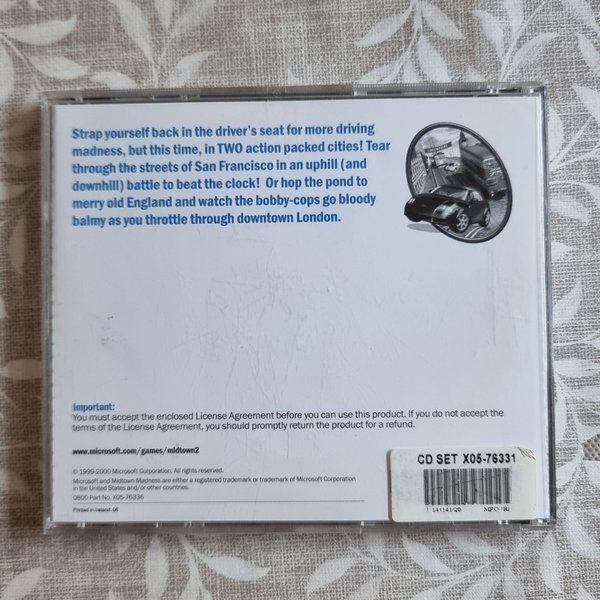 Strap yourself back in the driver's seat for more driving
madness, but this time, in TWO action packed cities! Tear
through the streets of San Francisco in an uphill (and
downhill) battle to beat the clock! Or hop the pond to
merry old England and watch the bobby-cops go bloody
balmy as you throttle through downtown London.
Important:
You must accept the enclosed License Agreement before you can use this product. If you do not accept the
terms of the License Agreement, you should promptly return the product for a refund.
www.microsoft.com/games/midtown2
© 1999-2000 Microsoft Corporation. All rights reserved.
Microsoft and Midtown Madness are either a registered trademark or trademark of Microsoft Corporation
in the United States and/or other countries.
0800 Part No. X05-76336
Printed in Ireland .06
CD SET X05-76331